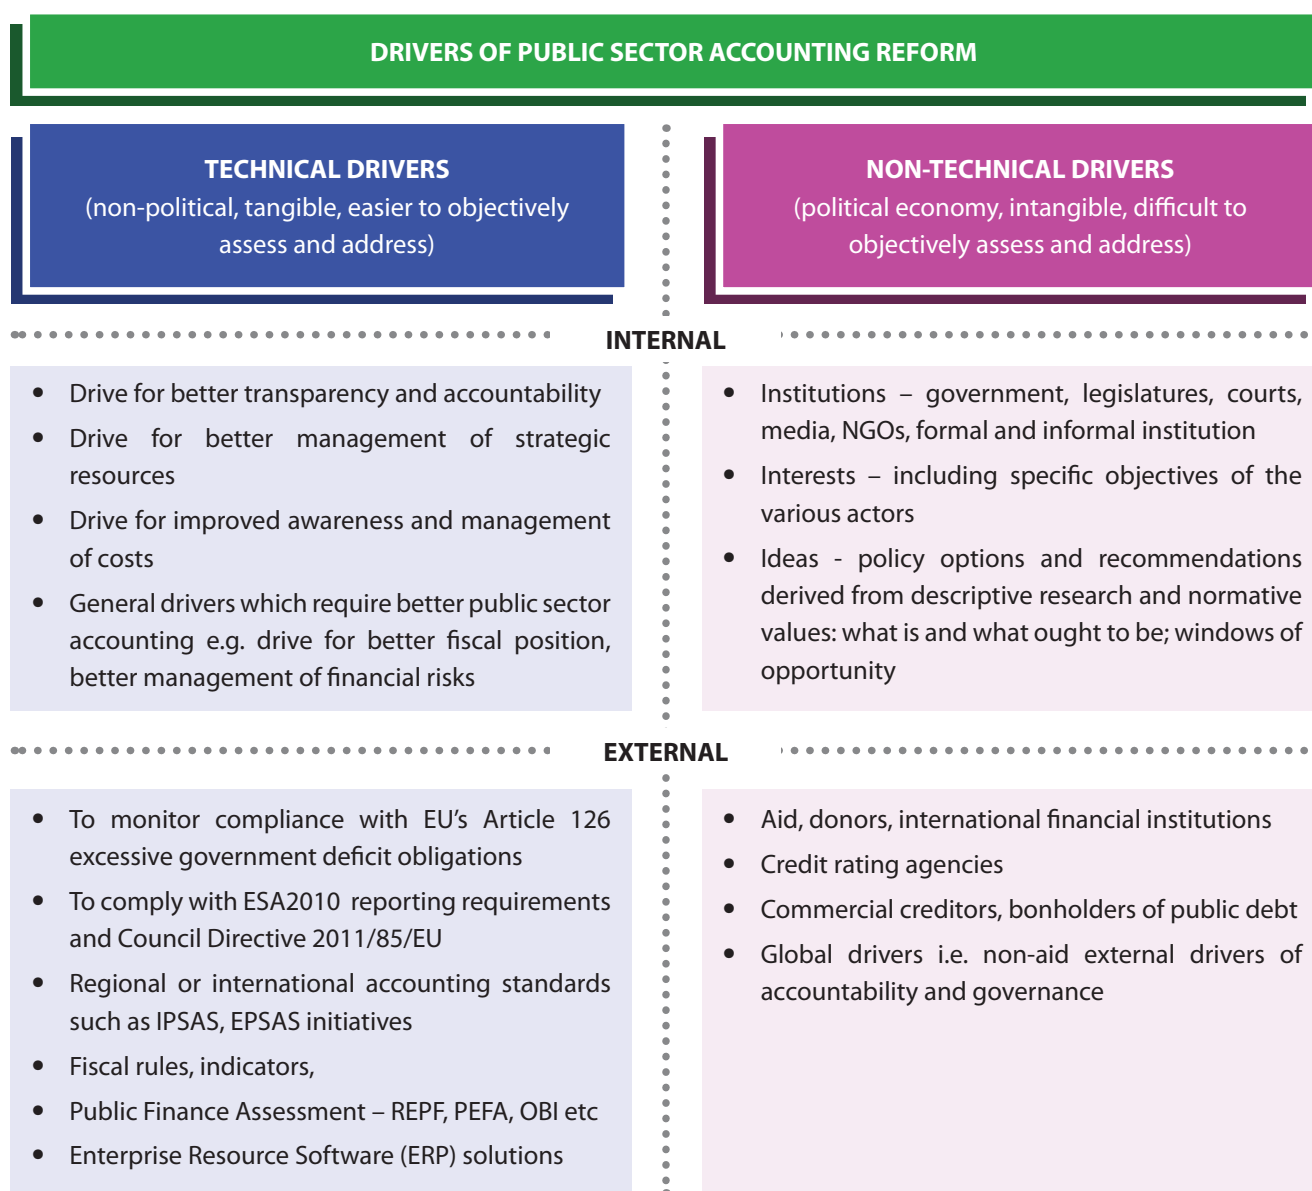 DRIVERS OF PUBLIC SECTOR ACCOUNTING REFORM
TECHNICAL DRIVERS
(non-political, tangible, easier to objectively
assess and address)
NON-TECHNICAL DRIVERS
(political economy, intangible, difficult to
objectively assess and address)
INTERNAL
• Drive for better transparency and accountability
• Drive for better management of strategic
resources
• Drive for improved awareness and management
of costs
• General drivers which require better public sector
accounting e.g. drive for better fiscal position,
better management of financial risks
• Institutions – government, legislatures, courts,
media, NGOs, formal and informal institution
• Interests – including specific objectives of the
various actors
• Ideas - policy options and recommendations
derived from descriptive research and normative
values: what is and what ought to be; windows of
opportunity
EXTERNAL
• To monitor compliance with EU's Article 126
excessive government deficit obligations
• To comply with ESA2010 reporting requirements
and Council Directive 2011/85/EU
• Regional or international accounting standards
such as IPSAS, EPSAS initiatives
• Fiscal rules, indicators,
• Public Finance Assessment – REPF, PEFA, OBI etc
• Enterprise Resource Software (ERP) solutions
• Aid, donors, international financial institutions
• Credit rating agencies
• Commercial creditors, bonholders of public debt
• Global drivers i.e. non-aid external drivers of
accountability and governance